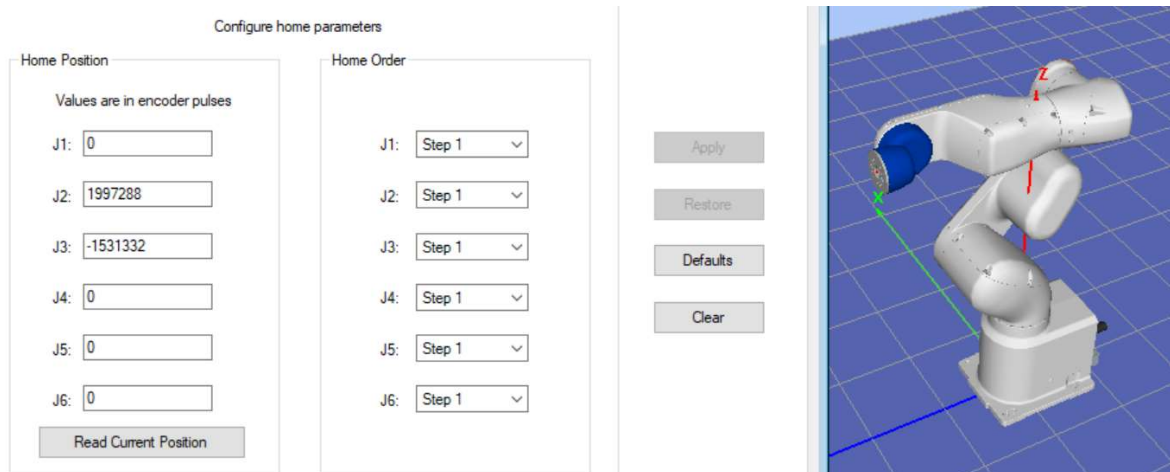 Configure home parameters
Home Position
Values are in encoder pulses
J1: 0
J2: 1997288
J3: -1531332
J4: 0
J5: 0
J6: 0
Read Current Position
Home Order
J1: Step 1
J2: Step 1
J3: Step 1
J4: Step 1
J5: Step 1
J6: Step 1
Apply
Restore
Defaults
Clear
Z
X